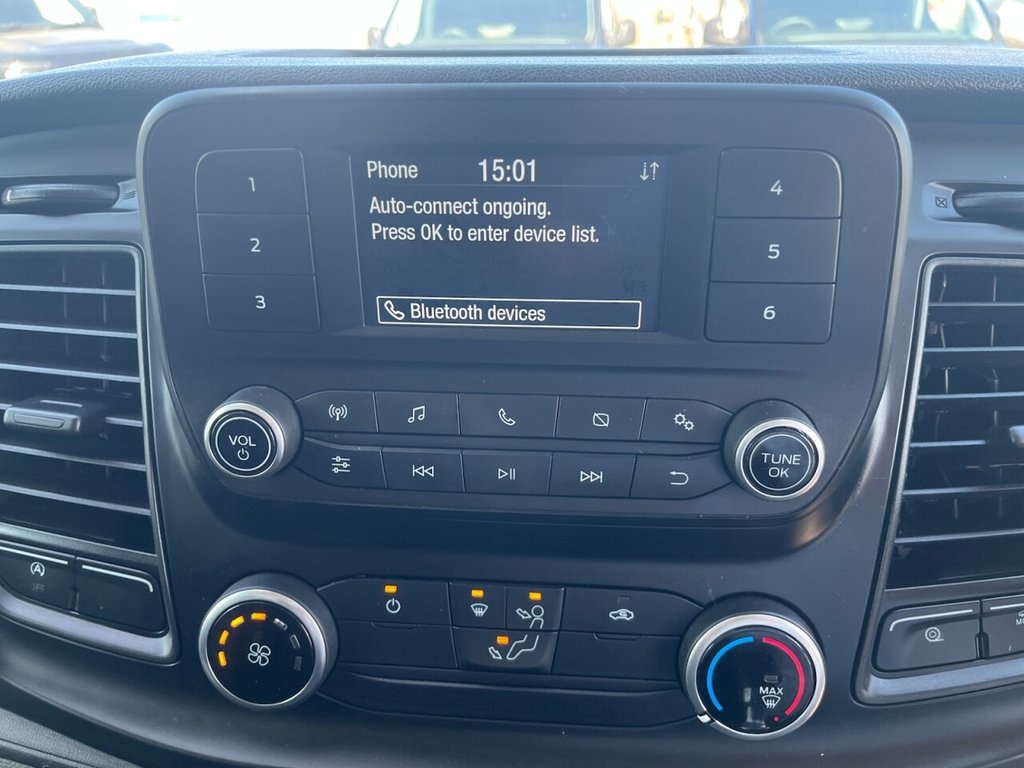 Phone 15:01
Auto-connect ongoing.
Press OK to enter device list.
Bluetooth devices
1
2
3
4
5
6
VOL
TUNE
OK
A
OFF
MAX